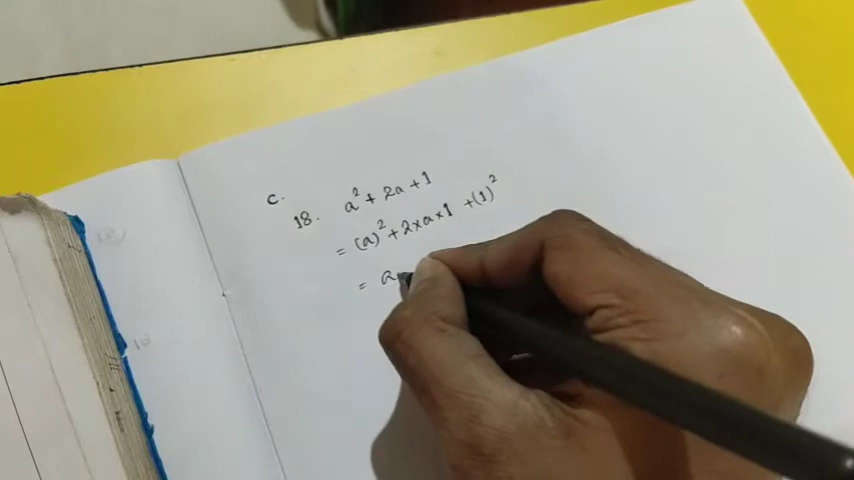 C.
18. a² + 2a + 1
= (a)² + 2×a×1 + (1)²
= a